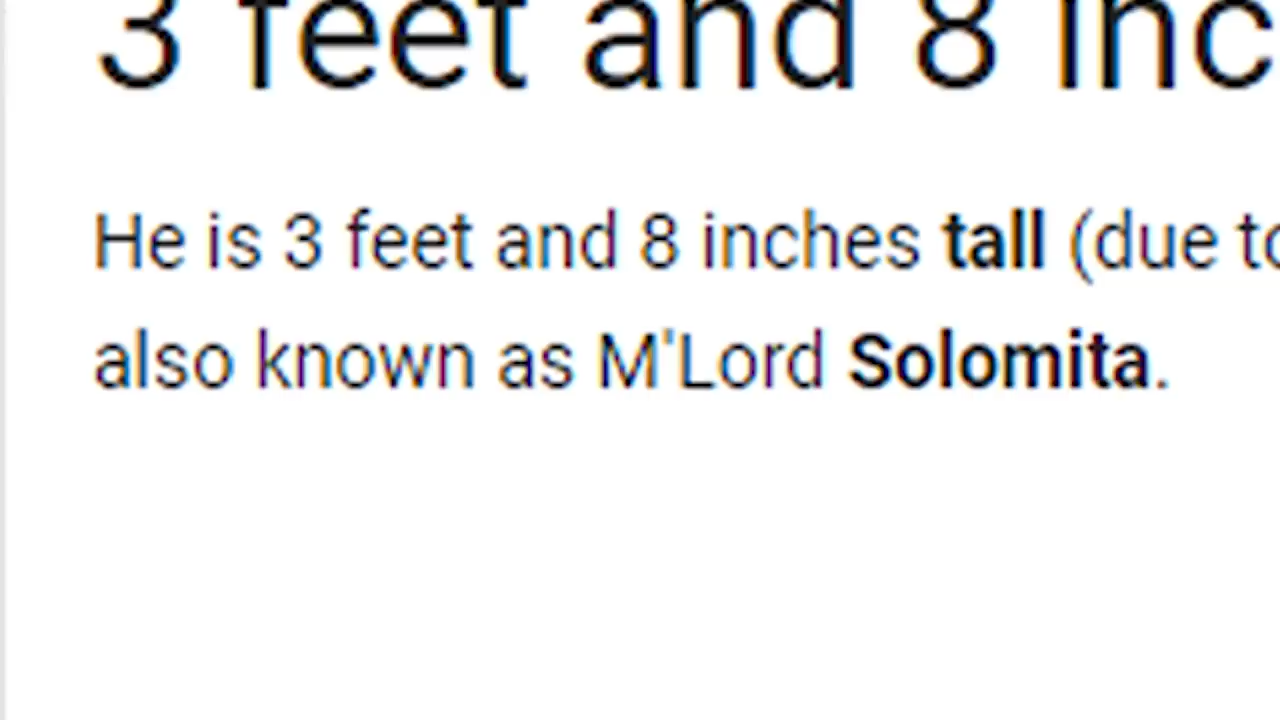 3 feet and 8 inc
He is 3 feet and 8 inches tall (due to
also known as M'Lord Solomita.